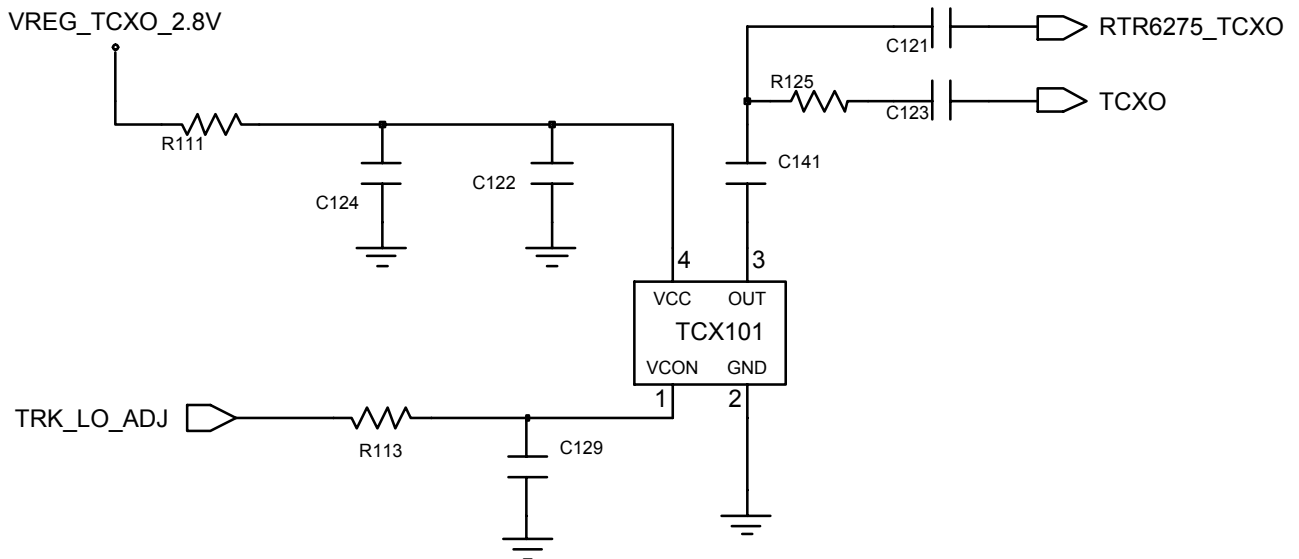 VREG_TCXO_2.8V
RTR6275_TCXO
C121
R125
TCXO
C123
R111
C141
C122
C124
4
3
VCC
OUT
TCX101
VCON
GND
1
2
TRK_LO_ADJ
R113
C129